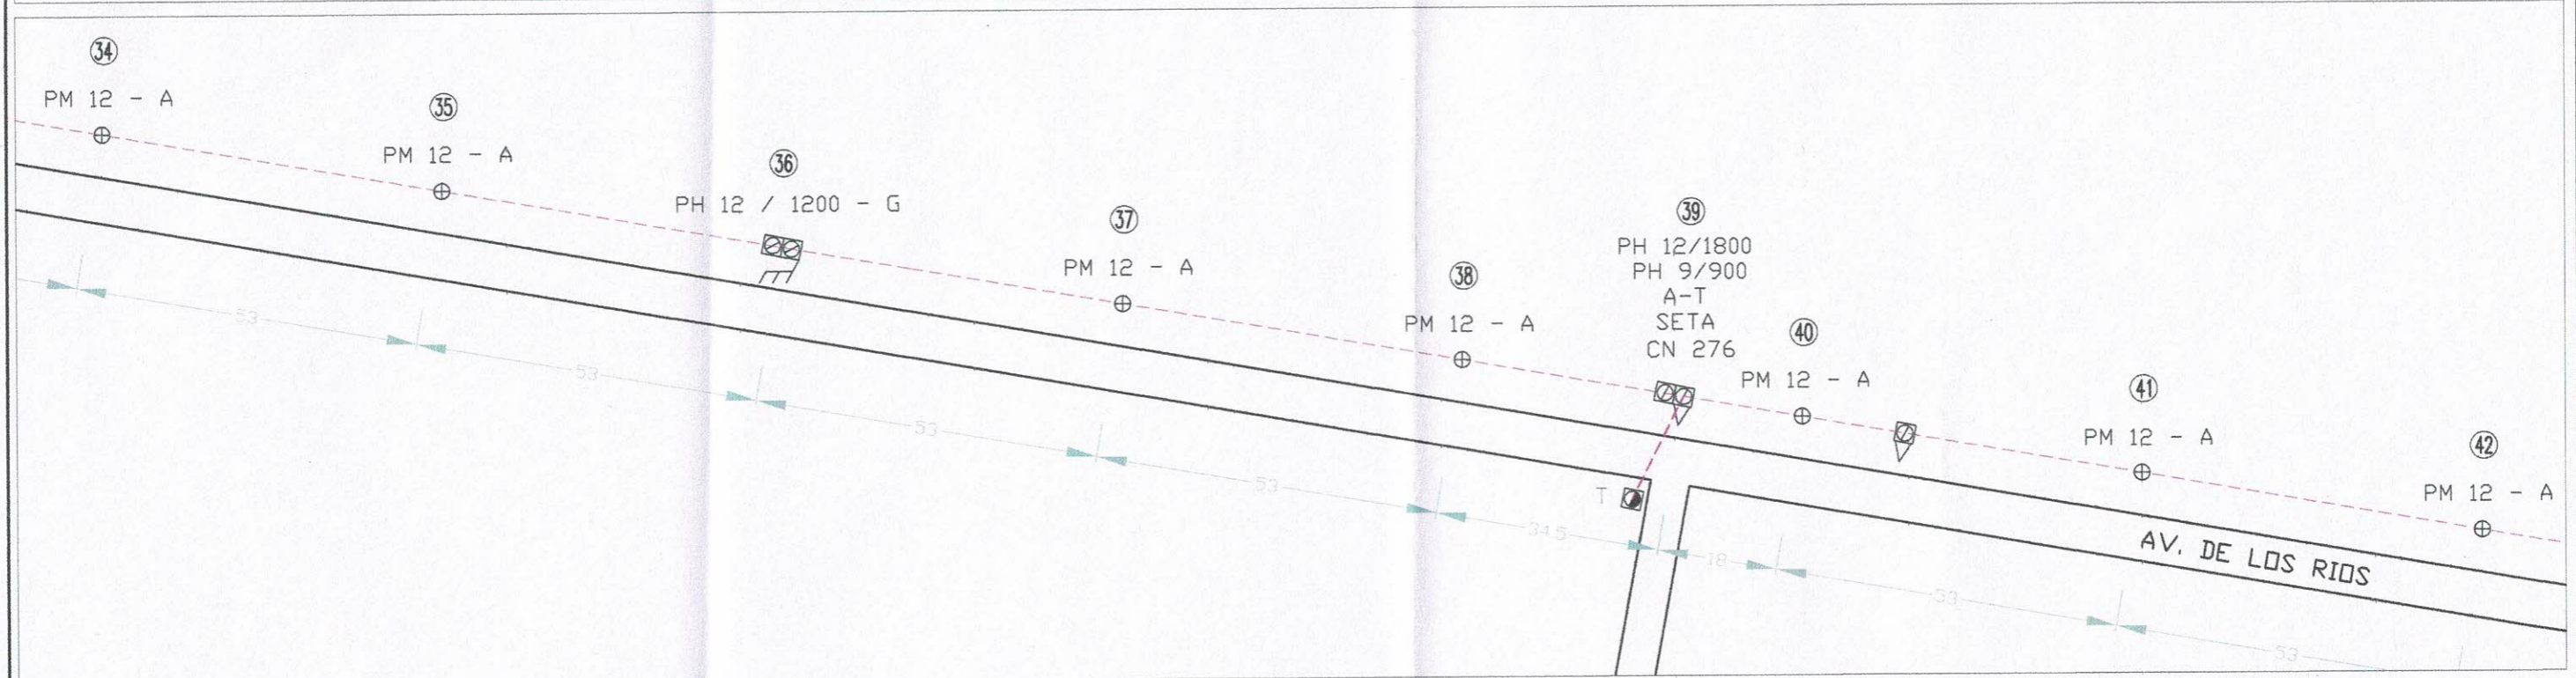 34
PM 12 - A
35
PM 12 - A
36
PH 12 / 1200 - G
37
PM 12 - A
38
PM 12 - A
39
PH 12/1800
PH 9/900
A-T
SETA
CN 276
40
PM 12 - A
41
PM 12 - A
42
PM 12 - A
T
AV. DE LOS RIOS
53
53
53
53
34.5
18
53
53